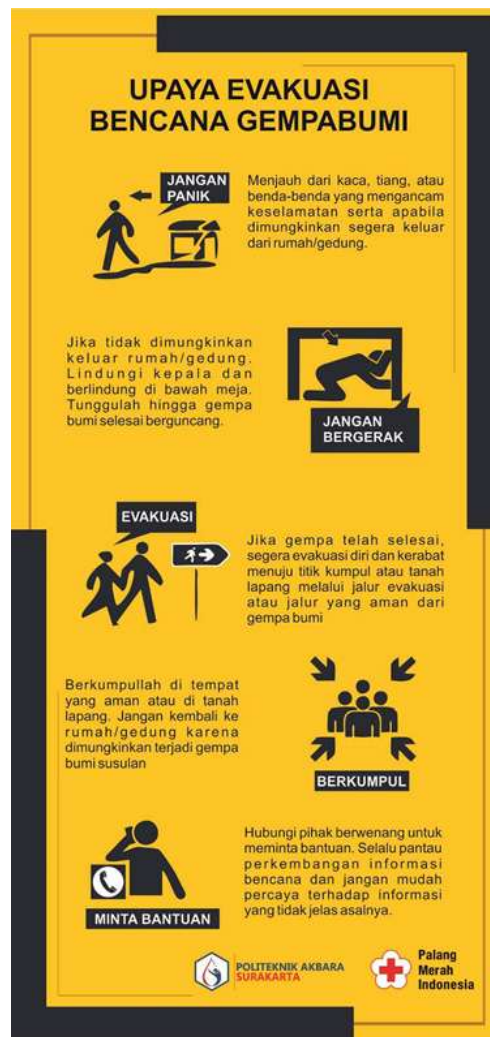 UPAYA EVAKUASI
BENCANA GEMPABUMI
JANGAN
PANIK
Menjauh dari kaca, tiang, atau
benda-benda yang mengancam
keselamatan serta apabila
dimungkinkan segera keluar
dari rumah/gedung.
Jika tidak dimungkinkan
keluar rumah/gedung.
Lindungi kepala dan
berlindung di bawah meja.
Tunggulah hingga gempa
bumi selesai berguncang.
JANGAN
BERGERAK
EVAKUASI
Jika gempa telah selesai,
segera evakuasi diri dan kerabat
menuju titik kumpul atau tanah
lapang melalui jalur evakuasi
atau jalur yang aman dari
gempa bumi
Berkumpullah di tempat
yang aman atau di tanah
lapang. Jangan kembali ke
rumah/gedung karena
dimungkinkan terjadi gempa
bumi susulan
BERKUMPUL
Hubungi pihak berwenang untuk
meminta bantuan. Selalu pantau
perkembangan informasi
bencana dan jangan mudah
percaya terhadap informasi
yang tidak jelas asalnya.
MINTA BANTUAN
POLITEKNIK AKBARA
SURAKARTA
Palang
Merah
Indonesia